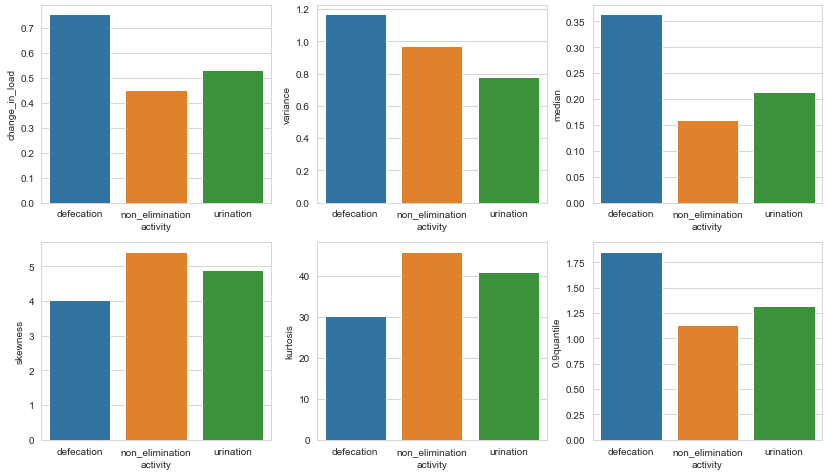 change_in_load
0.7
0.6
0.5
0.4
0.3
0.2
0.1
0.0
defecation non_elimination urination
activity
variance
1.2
1.0
0.8
0.6
0.4
0.2
0.0
defecation non_elimination urination
activity
median
0.35
0.30
0.25
0.20
0.15
0.10
0.05
0.00
defecation non_elimination urination
activity
skewness
5
4
3
2
1
0
defecation non_elimination urination
activity
kurtosis
40
30
20
10
0
defecation non_elimination urination
activity
0.9quantile
1.75
1.50
1.25
1.00
0.75
0.50
0.25
0.00
defecation non_elimination urination
activity